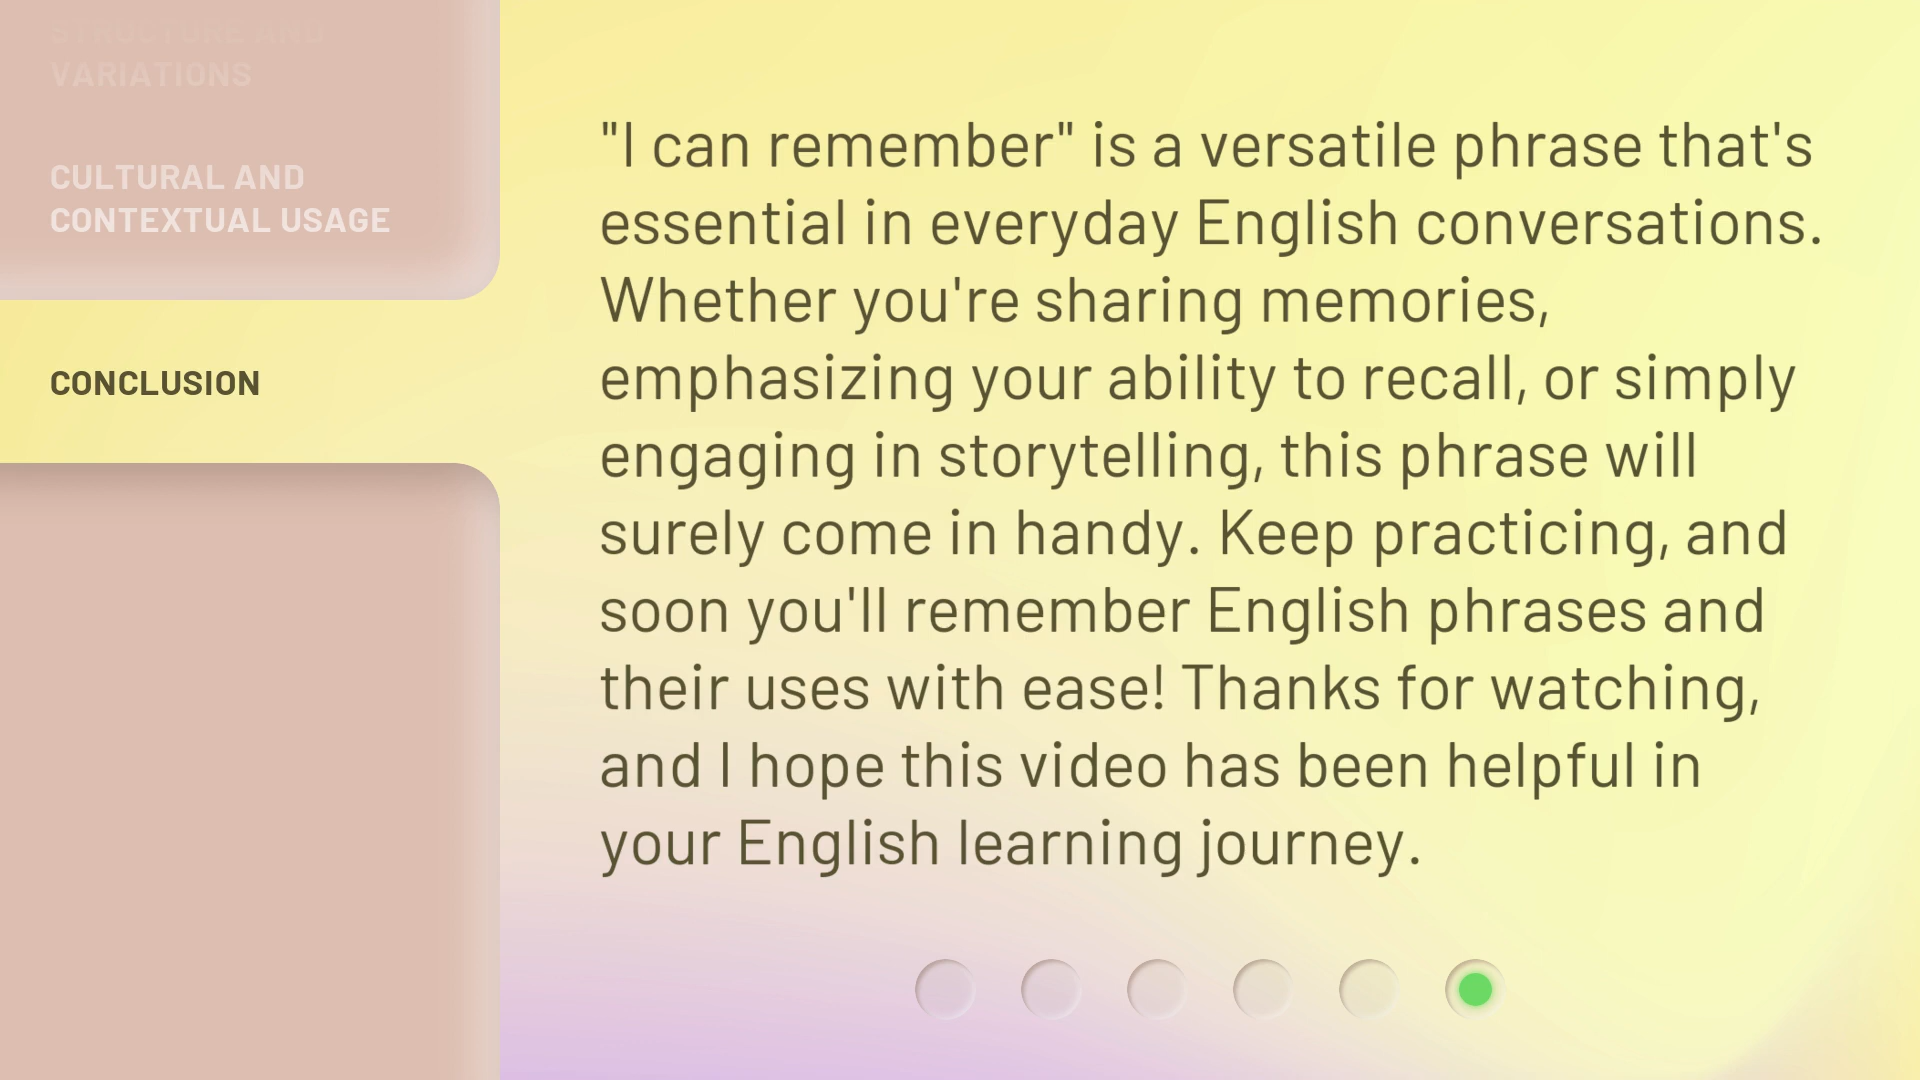 STRUCTURE AND
VARIATIONS
CULTURAL AND
CONTEXTUAL USAGE
CONCLUSION
"I can remember" is a versatile phrase that's
essential in everyday English conversations.
Whether you're sharing memories,
emphasizing your ability to recall, or simply
engaging in storytelling, this phrase will
surely come in handy. Keep practicing, and
soon you'll remember English phrases and
their uses with ease! Thanks for watching,
and I hope this video has been helpful in
your English learning journey.